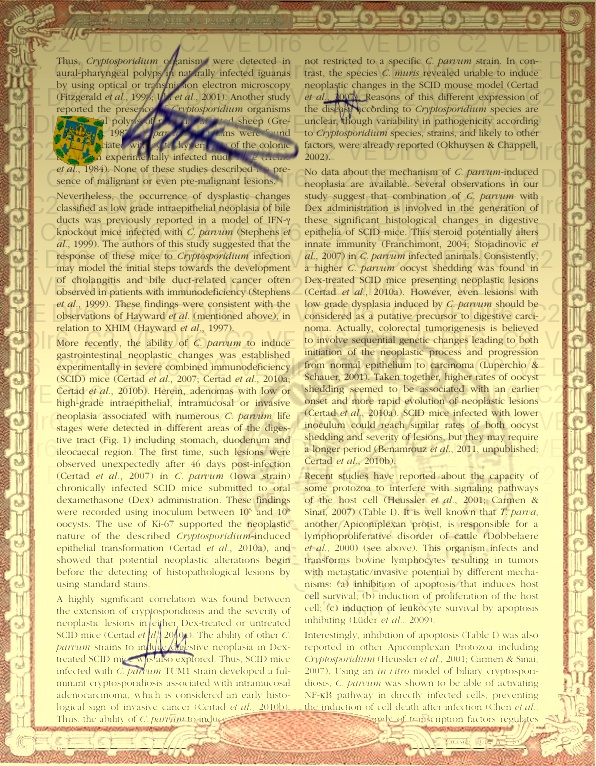 Thus, Cryptosporidium organisms were detected in
aural-pharyngeal polyps in naturally infected iguanas
by using optical or transmission electron microscopy
(Fitzgerald et al., 1998; et al., 2001). Another study
reported the presence Cryptosporidium organisms
polyps sheep (Gre-
were found
of the colonic
experimentally infected
et al., 1984). None of these studies described pre-
sence of malignant or even pre-malignant lesions.
Nevertheless, the occurrence of dysplastic changes
classified as low grade intraepithelial neoplasia of bile
ducts was previously reported in a model of IFN-γ
knockout mice infected with C. parvum (Stephens et
al., 1999). The authors of this study suggested that the
response of these mice to Cryptosporidium infection
may model the initial steps towards the development
of cholangitis and bile duct-related cancer often
observed in patients with immunodeficiency (Stephens
et al., 1999). These findings were consistent with the
observations of Hayward et al. (mentioned above), in
relation to XHIM (Hayward et al., 1997).
More recently, the ability of C. parvum to induce
gastrointestinal neoplastic changes was established
experimentally in severe combined immunodeficiency
(SCID) mice (Certad et al., 2007; Certad et al., 2010a;
Certad et al., 2010b). Herein, adenomas with low or
high-grade intraepithelial, intramucosal or invasive
neoplasia associated with numerous C. parvum life
stages were detected in different areas of the diges-
tive tract (Fig. 1) including stomach, duodenum and
ileocaecal region. The first time, such lesions were
observed unexpectedly after 46 days post-infection
(Certad et al., 2007) in C. parvum (Iowa strain)
chronically infected SCID mice submitted to oral
dexamethasone (Dex) administration. These findings
were recorded using inoculum between 10⁵ and 10⁸
oocysts. The use of Ki-67 supported the neoplastic
nature of the described Cryptosporidium-induced
epithelial transformation (Certad et al., 2010a), and
showed that potential neoplastic alterations begin
before the detecting of histopathological lesions by
using standard stains.
A highly significant correlation was found between
the extension of cryptosporidiosis and the severity of
neoplastic lesions in Dex-treated or untreated
SCID mice (Certad et al., 2010a). The ability of other C.
parvum strains to induce digestive neoplasia in Dex-
treated SCID mice was also explored. Thus, SCID mice
infected with C. parvum TUM1 strain developed a ful-
minant cryptosporidiosis associated with intramucosal
adenocarcinoma, which is considered an early histo-
logical sign of invasive cancer (Certad et al., 2010b).
Thus, the ability of C. parvum to induce
not restricted to a specific C. parvum strain. In con-
trast, the species C. muris revealed unable to induce
neoplastic changes in the SCID mouse model (Certad
et al., Reasons of this different expression of
the disease according to Cryptosporidium species are
unclear, though variability in pathogenicity according
to Cryptosporidium species, strains, and likely to other
factors, were already reported (Okhuysen & Chappell,
2002).
No data about the mechanism of C. parvum-induced
neoplasia are available. Several observations in our
study suggest that combination of C. parvum with
Dex administration is involved in the generation of
these significant histological changes in digestive
epithelia of SCID mice. This steroid potentially alters
innate immunity (Franchimont, 2004; Stojadinovic et
al., 2007) in C. parvum infected animals. Consistently,
a higher C. parvum oocyst shedding was found in
Dex-treated SCID mice presenting neoplastic lesions
(Certad et al., 2010a). However, even lesions with
low grade dysplasia induced by C. parvum should be
considered as a putative precursor to digestive carci-
noma. Actually, colorectal tumorigenesis is believed
to involve sequential genetic changes leading to both
initiation of the neoplastic process and progression
from normal epithelium to carcinoma (Luperchio &
Schauer, 2001). Taken together, higher rates of oocyst
shedding seemed to be associated with an earlier
onset and more rapid evolution of neoplastic lesions
(Certad et al., 2010a). SCID mice infected with lower
inoculum could reach similar rates of both oocyst
shedding and severity of lesions, but they may require
a longer period (Benamrouz et al., 2011, unpublished;
Certad et al., 2010b).
Recent studies have reported about the capacity of
some protozoa to interfere with signaling pathways
of the host cell (Heussler et al., 2001; Carmen &
Sinai, 2007) (Table I). It is well known that T. parva,
another Apicomplexan protist, is responsible for a
lymphoproliferative disorder of cattle (Dobbelaere
et al., 2000) (see above). This organism infects and
transforms bovine lymphocytes resulting in tumors
with metastatic/invasive potential by different mecha-
nisms: (a) inhibition of apoptosis that induces host
cell survival; (b) induction of proliferation of the host
cell; (c) induction of leukocyte survival by apoptosis
inhibiting (Lüder et al., 2009).
Interestingly, inhibition of apoptosis (Table I) was also
reported in other Apicomplexan Protozoa including
Cryptosporidium (Heussler et al., 2001; Carmen & Sinai,
2007). Using an in vitro model of biliary cryptospori-
diosis, C. parvum was shown to be able of activating
NF-kB pathway in directly infected cells, preventing
the induction of cell death after infection (Chen et al.,
of transcription factors regulates